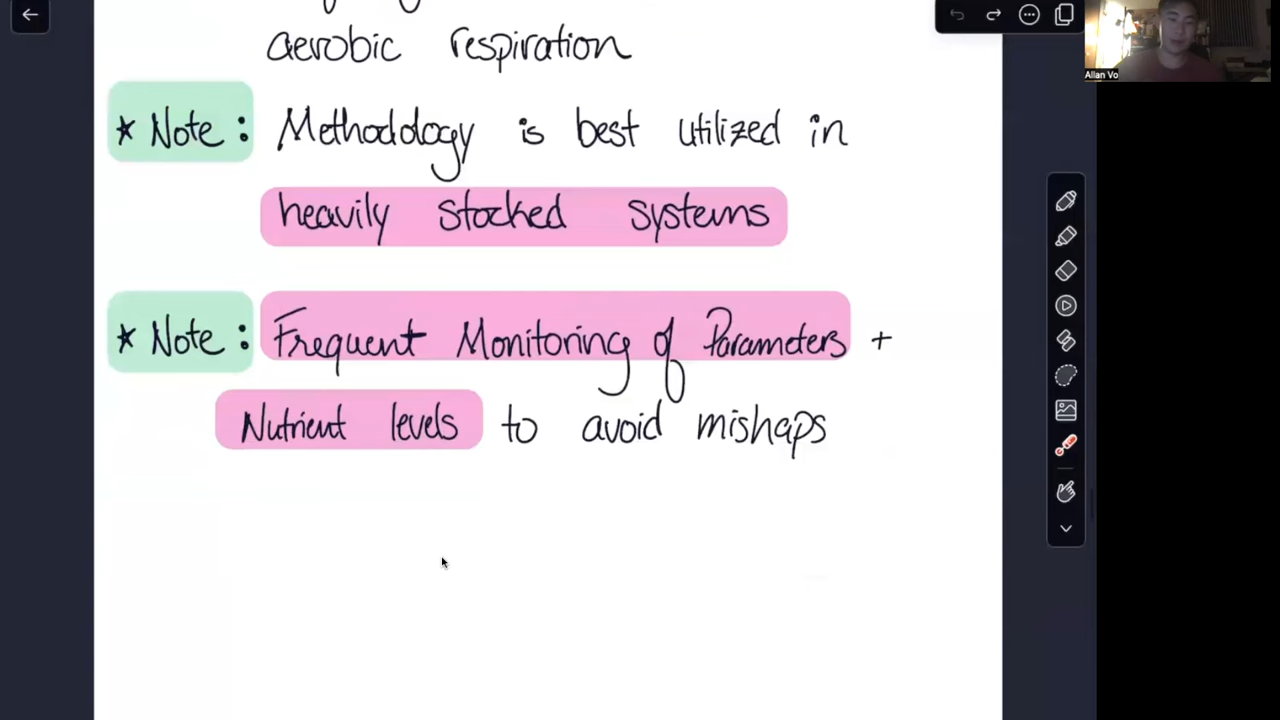 aerobic respiration
* Note: Methodology is best utilized in
heavily stocked systems
* Note: Frequent Monitoring of Parameters +
Nutrient levels to avoid mishaps
Allan Vo